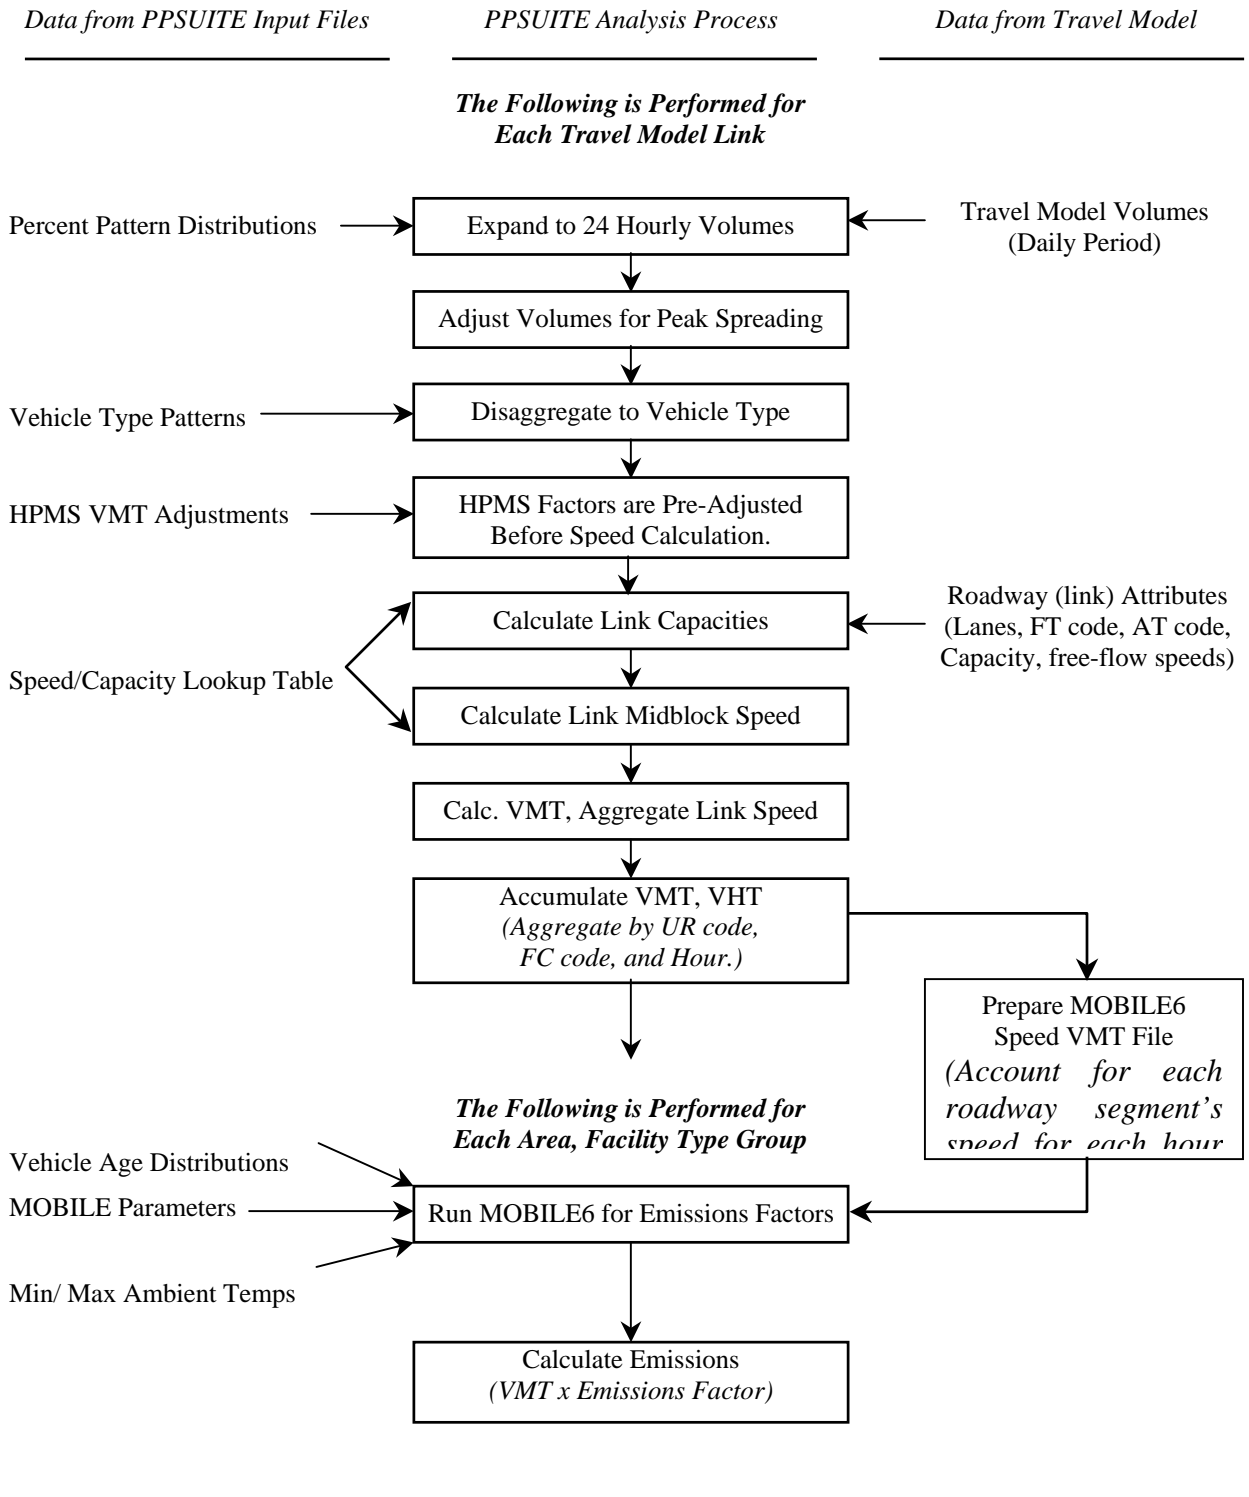 Data from PPSUITE Input Files
PPSUITE Analysis Process
Data from Travel Model
The Following is Performed for
Each Travel Model Link
Percent Pattern Distributions
Expand to 24 Hourly Volumes
Travel Model Volumes
(Daily Period)
Adjust Volumes for Peak Spreading
Vehicle Type Patterns
Disaggregate to Vehicle Type
HPMS VMT Adjustments
HPMS Factors are Pre-Adjusted
Before Speed Calculation.
Speed/Capacity Lookup Table
Calculate Link Capacities
Roadway (link) Attributes
(Lanes, FT code, AT code,
Capacity, free-flow speeds)
Calculate Link Midblock Speed
Calc. VMT, Aggregate Link Speed
Accumulate VMT, VHT
(Aggregate by UR code,
FC code, and Hour.)
Prepare MOBILE6
Speed VMT File
(Account for each
roadway segment's
speed for each hour
The Following is Performed for
Each Area, Facility Type Group
Vehicle Age Distributions
MOBILE Parameters
Min/ Max Ambient Temps
Run MOBILE6 for Emissions Factors
Calculate Emissions
(VMT x Emissions Factor)